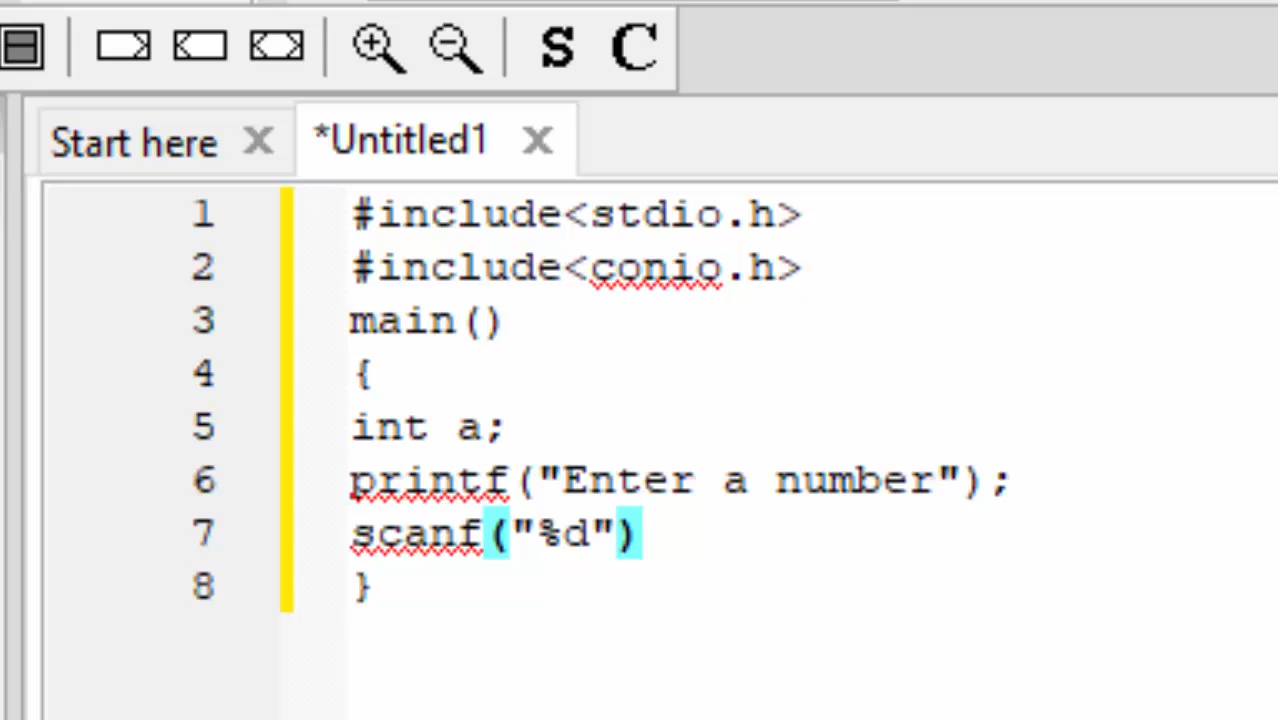 S C
Start here X *Untitled1 X
1 #include<stdio.h>
2 #include<conio.h>
3 main()
4 {
5 int a;
6 printf("Enter a number");
7 scanf("%d")
8 }